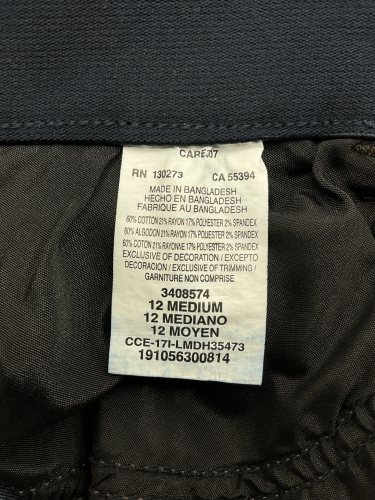 CARE 07
RN 130273 CA 55394
MADE IN BANGLADESH
HECHO EN BANGLADESH
FABRIQUE AU BANGLADESH
60% COTTON 21% RAYON 17% POLYESTER 2% SPANDEX
60% ALGODON 21% RAYON 17% POLIESTER 2% SPANDEX
60% COTON 21% RAYONNE 17% POLYESTER 2% SPANDEX
EXCLUSIVE OF DECORATION / EXCEPTO
DECORACION / EXCLUSIVE OF TRIMMING /
GARNITURE NON COMPRISE
3408574
12 MEDIUM
12 MEDIANO
12 MOYEN
CCE-17I-LMDH35473
191056300814